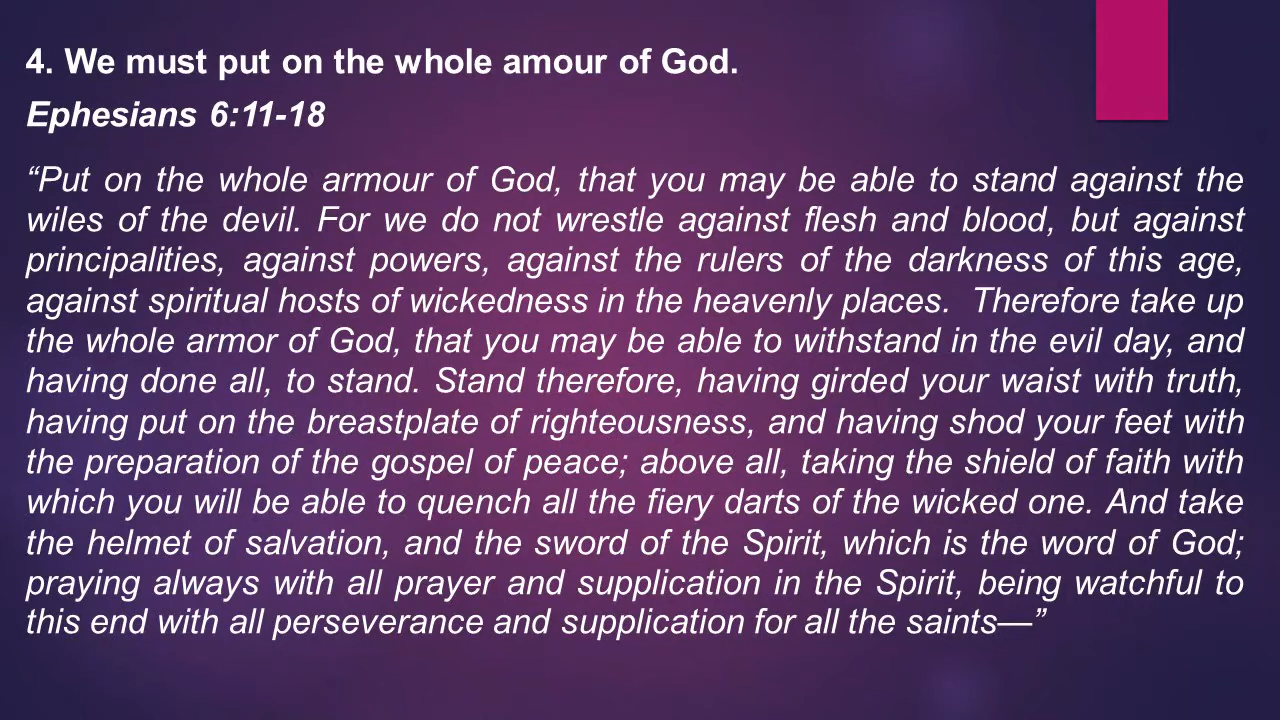 4. We must put on the whole amour of God.
Ephesians 6:11-18
“Put on the whole armour of God, that you may be able to stand against the
wiles of the devil. For we do not wrestle against flesh and blood, but against
principalities, against powers, against the rulers of the darkness of this age,
against spiritual hosts of wickedness in the heavenly places.  Therefore take up
the whole armor of God, that you may be able to withstand in the evil day, and
having done all, to stand. Stand therefore, having girded your waist with truth,
having put on the breastplate of righteousness, and having shod your feet with
the preparation of the gospel of peace; above all, taking the shield of faith with
which you will be able to quench all the fiery darts of the wicked one. And take
the helmet of salvation, and the sword of the Spirit, which is the word of God;
praying always with all prayer and supplication in the Spirit, being watchful to
this end with all perseverance and supplication for all the saints—”